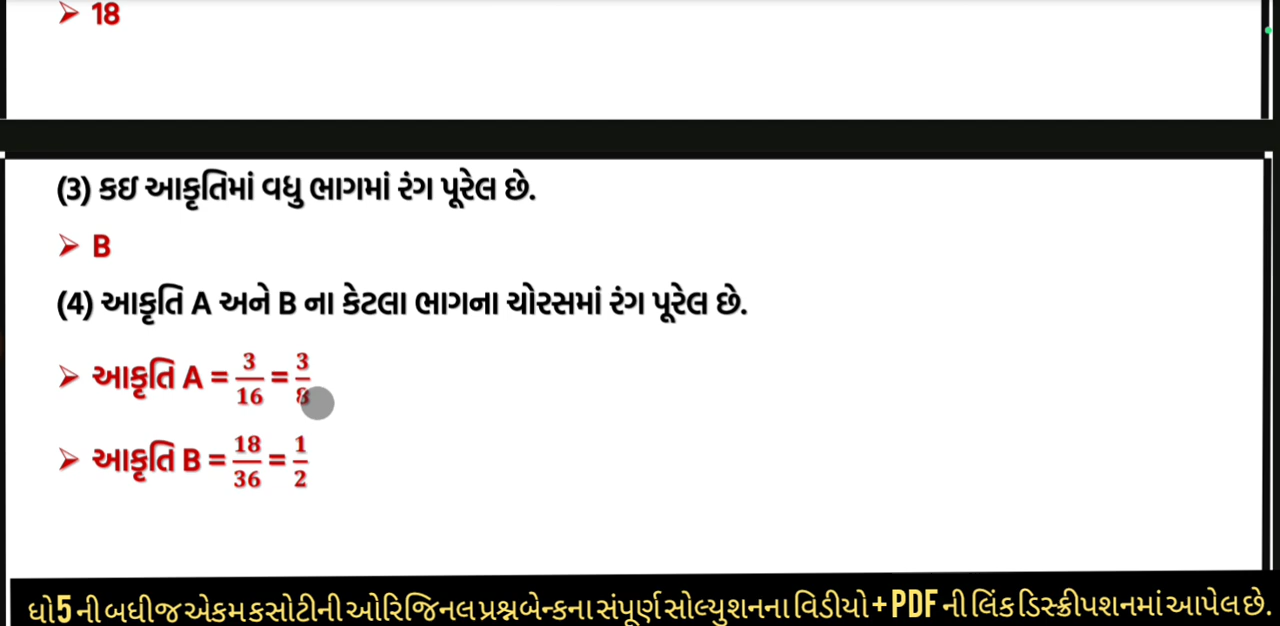 ➢ 18
(3) કઇ આકૃતિમાં વધુ ભાગમાં રંગ પૂરેલ છે.
➢ B
(4) આકૃતિ A અને B ના કેટલા ભાગના ચોરસમાં રંગ પૂરેલ છે.
➢ આકૃતિ A = 3/16 = 3/8
➢ આકૃતિ B = 18/36 = 1/2
ધો5 ની બધીજ એકમ કસોટીની ઓરિજિનલ પ્રશ્નબેન્કના સંપૂર્ણ સોલ્યુશનના વિડીયો + PDF ની લિંક ડિસ્ક્રીપશનમાં આપેલ છે.